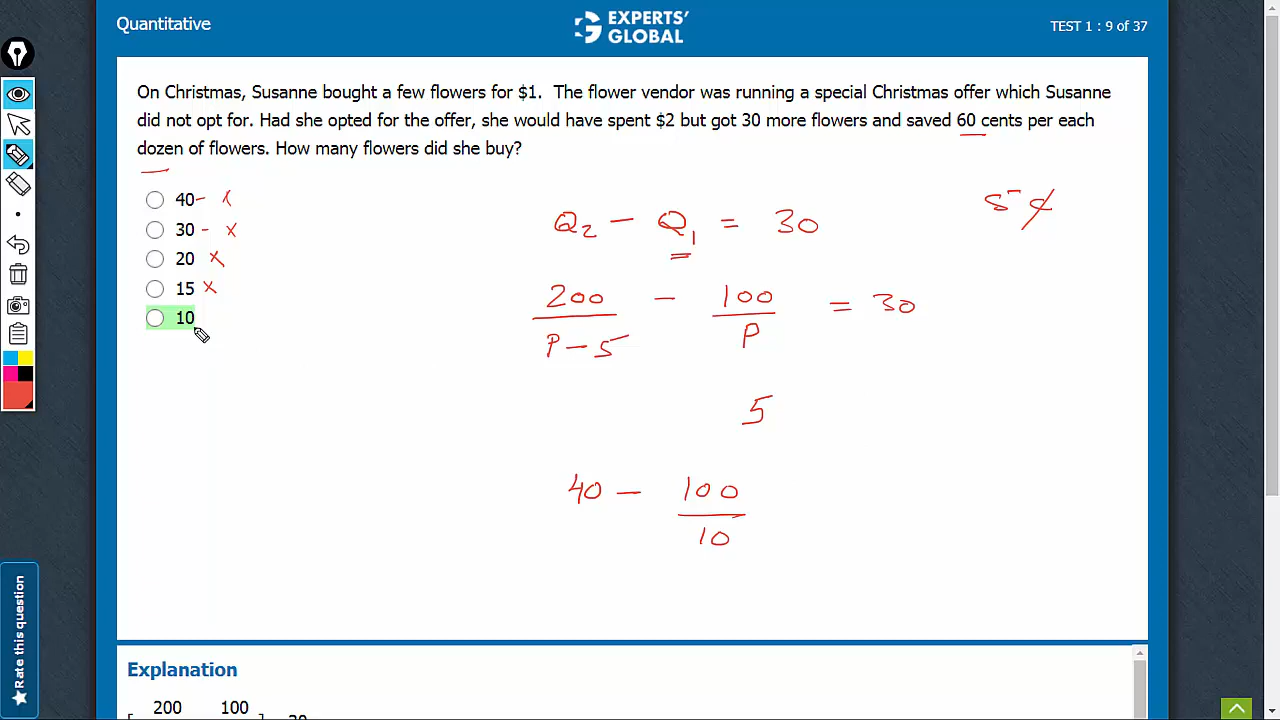 Quantitative
EXPERTS'
GLOBAL
TEST 1 : 9 of 37
On Christmas, Susanne bought a few flowers for $1.  The flower vendor was running a special Christmas offer which Susanne
did not opt for. Had she opted for the offer, she would have spent $2 but got 30 more flowers and saved 60 cents per each
dozen of flowers. How many flowers did she buy?
40 - x
30 - x
20 x
15 x
10
5 ¢
Q2 - Q1 = 30
200 / P-5 - 100 / P = 30
5
40 - 100 / 10
Rate this question
Explanation
200 100